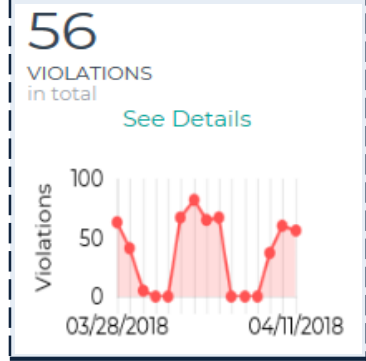 56
VIOLATIONS
in total
See Details
Violations
100
50
0
03/28/2018
04/11/2018